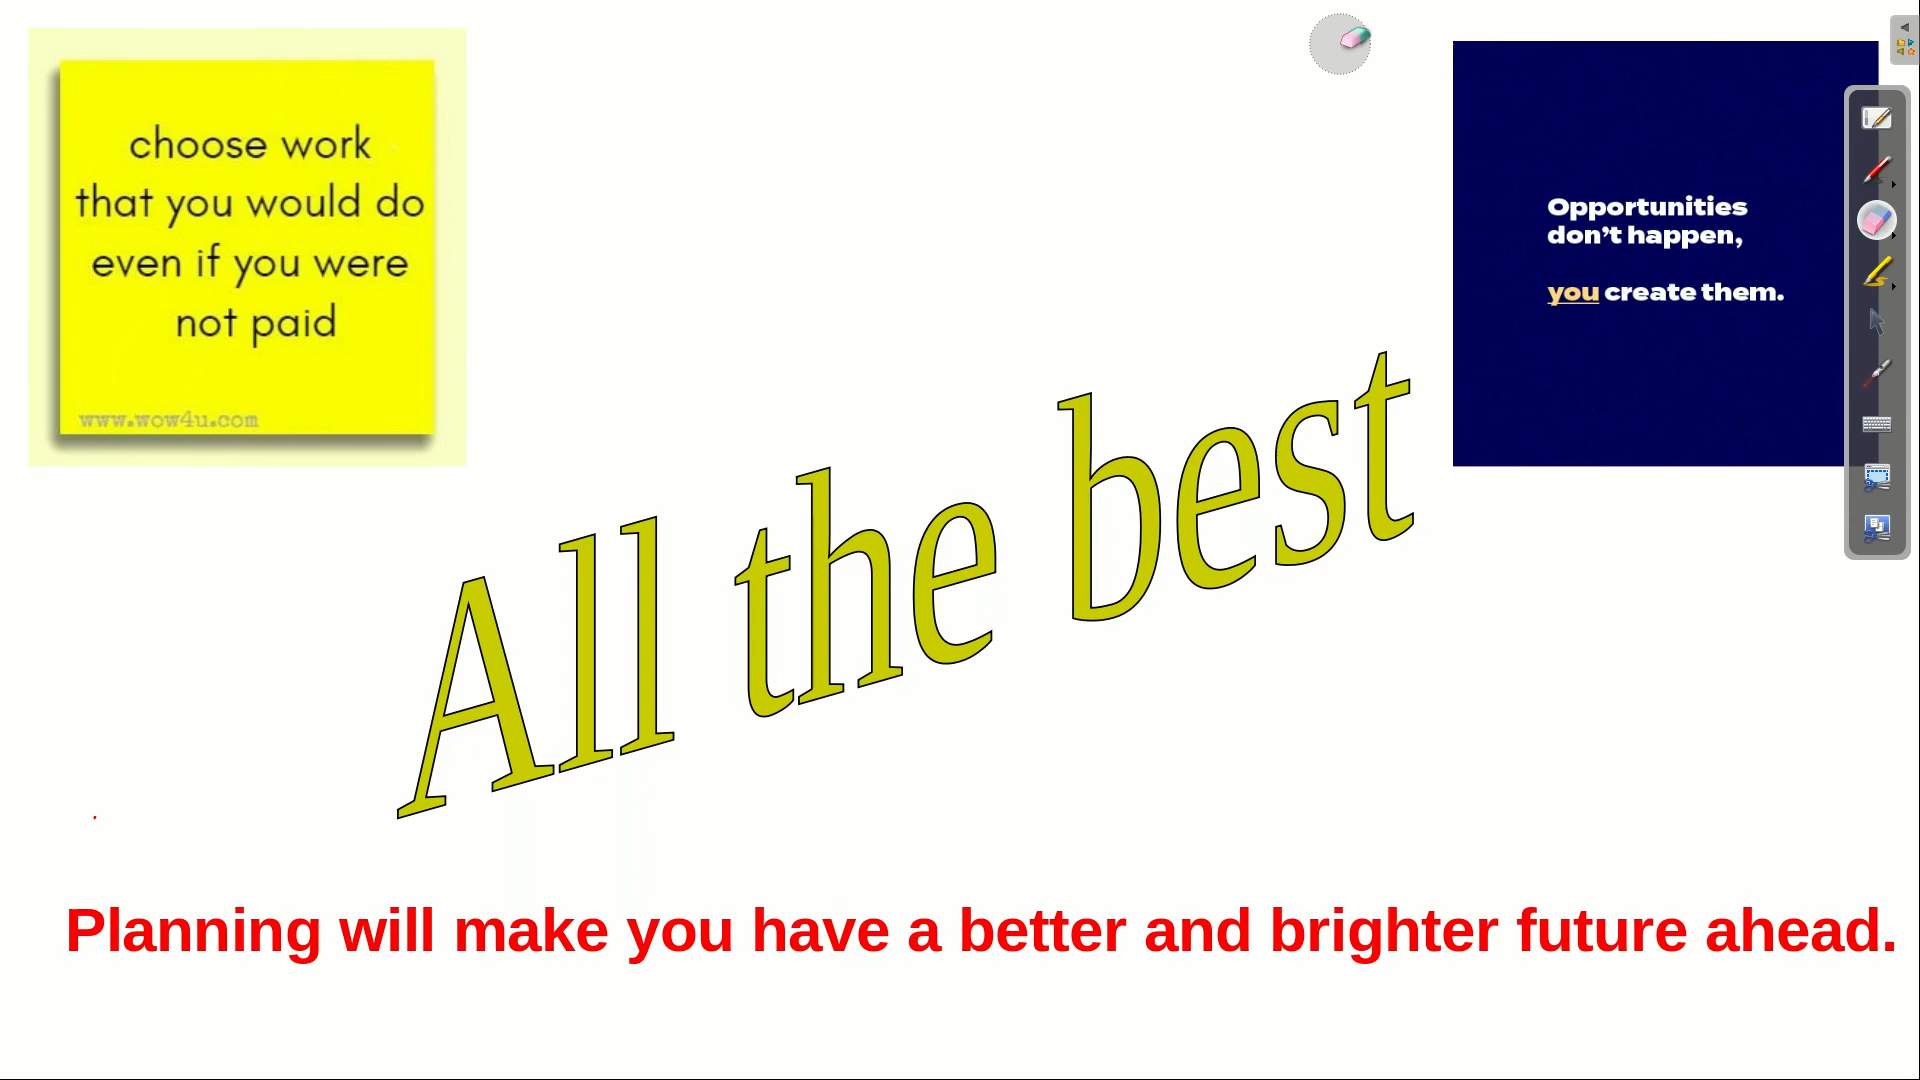 choose work
that you would do
even if you were
not paid
www.wow4u.com
Opportunities
don’t happen,
you create them.
All the best
Planning will make you have a better and brighter future ahead.